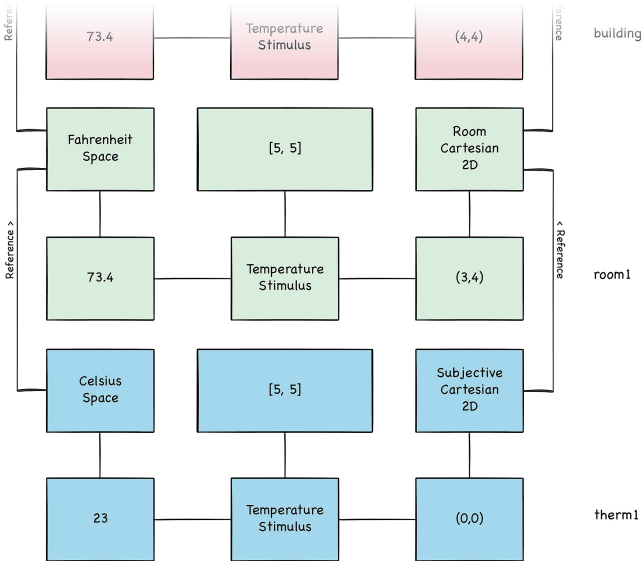 73.4
Temperature
Stimulus
(4,4)
building
Fahrenheit
Space
[5, 5]
Room
Cartesian
2D
Reference >
< Reference
73.4
Temperature
Stimulus
(3,4)
room1
Celsius
Space
[5, 5]
Subjective
Cartesian
2D
23
Temperature
Stimulus
(0,0)
therm1